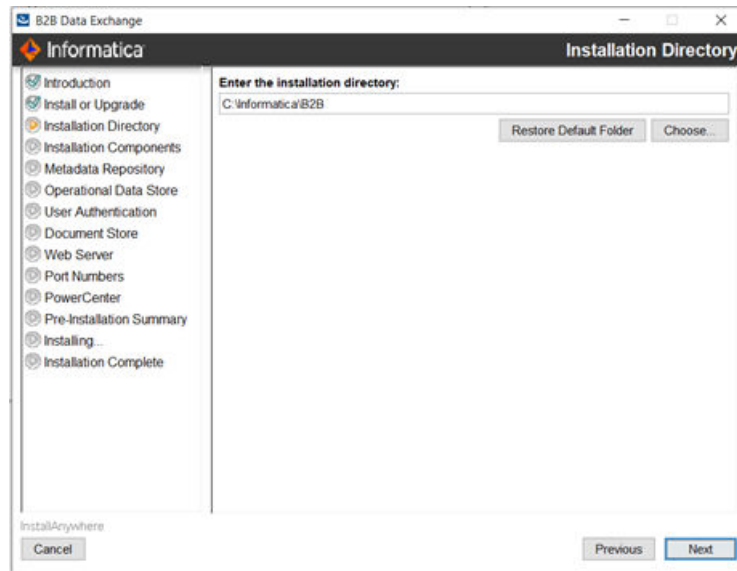 B2B Data Exchange
Informatica
Installation Directory
Introduction
Install or Upgrade
Installation Directory
Installation Components
Metadata Repository
Operational Data Store
User Authentication
Document Store
Web Server
Port Numbers
PowerCenter
Pre-Installation Summary
Installing...
Installation Complete
Enter the installation directory:
C:\Informatica\B2B
Restore Default Folder
Choose...
InstallAnywhere
Cancel
Previous
Next